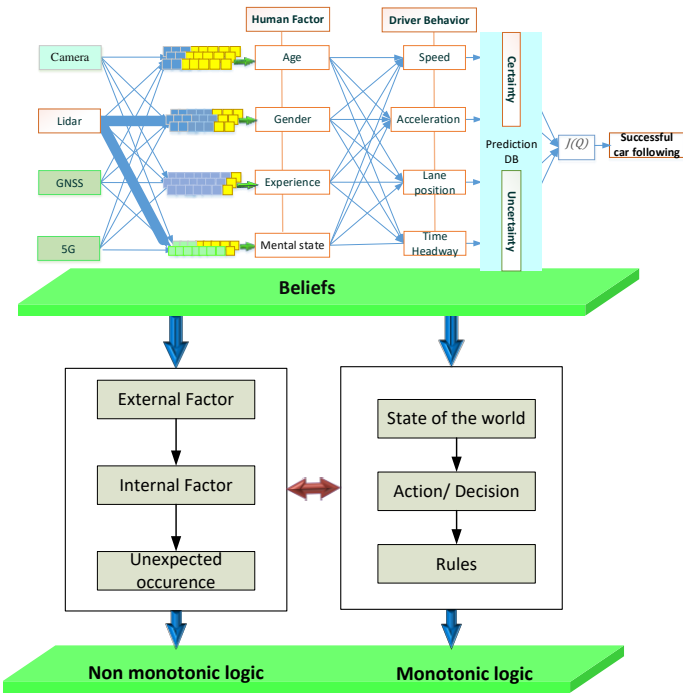 Human Factor
Driver Behavior
Camera
Age
Speed
Certainty
Lidar
Gender
Acceleration
Prediction
DB
J(Q)
Successful
car following
GNSS
Experience
Lane
position
Uncertainty
5G
Mental state
Time
Headway
Beliefs
External Factor
State of the world
Internal Factor
Action/ Decision
Unexpected
occurence
Rules
Non monotonic logic
Monotonic logic